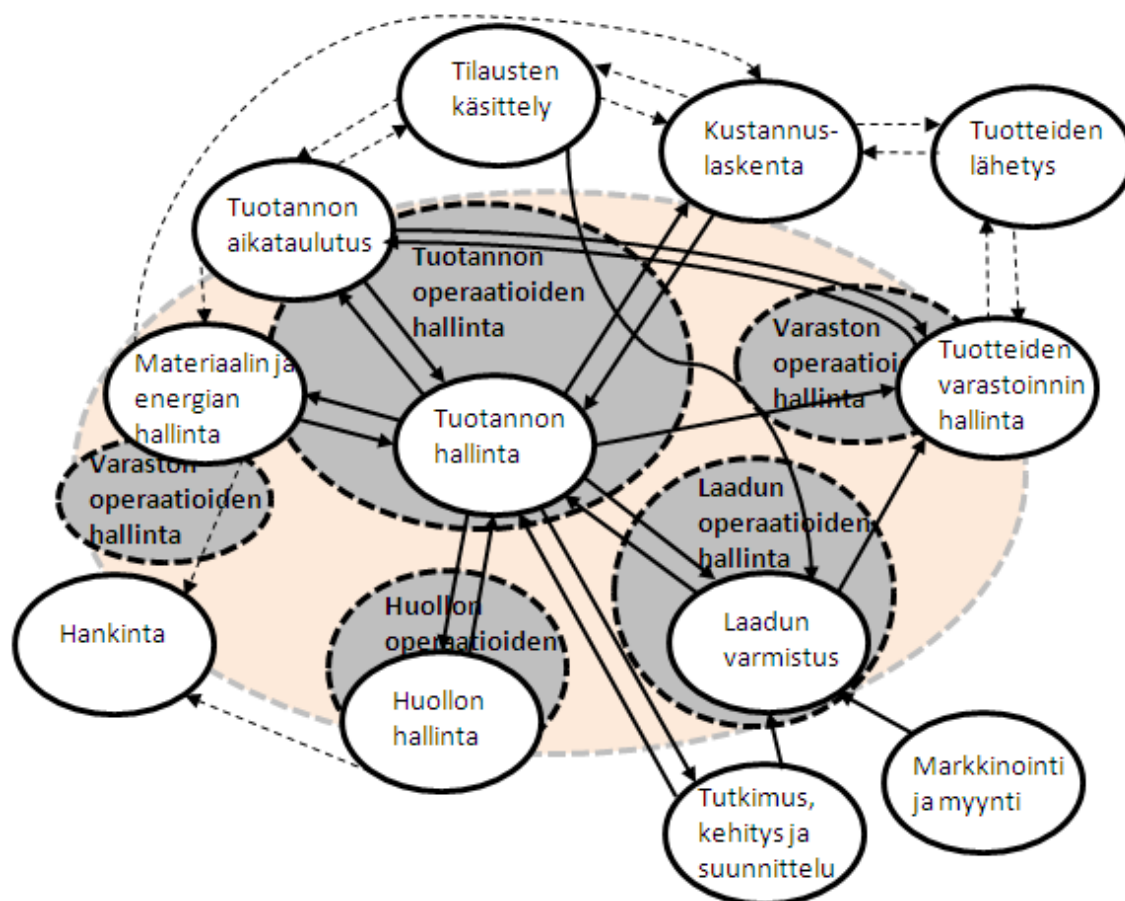 Tilausten
käsittely
Kustannus-
laskenta
Tuotteiden
lähetys
Tuotannon
aikataulutus
Tuotannon
operaatioiden
hallinta
Varaston
operaatioi
hallinta
Tuotteiden
varastoinnin
hallinta
Materiaalin ja
energian
hallinta
Tuotannon
hallinta
Varaston
operaatioiden
hallinta
Laadun
operaatioiden
hallinta
Hankinta
Huollon
operaatioiden
Huollon
hallinta
Laadun
varmistus
Markkinointi
ja myynti
Tutkimus,
kehitys ja
suunnittelu